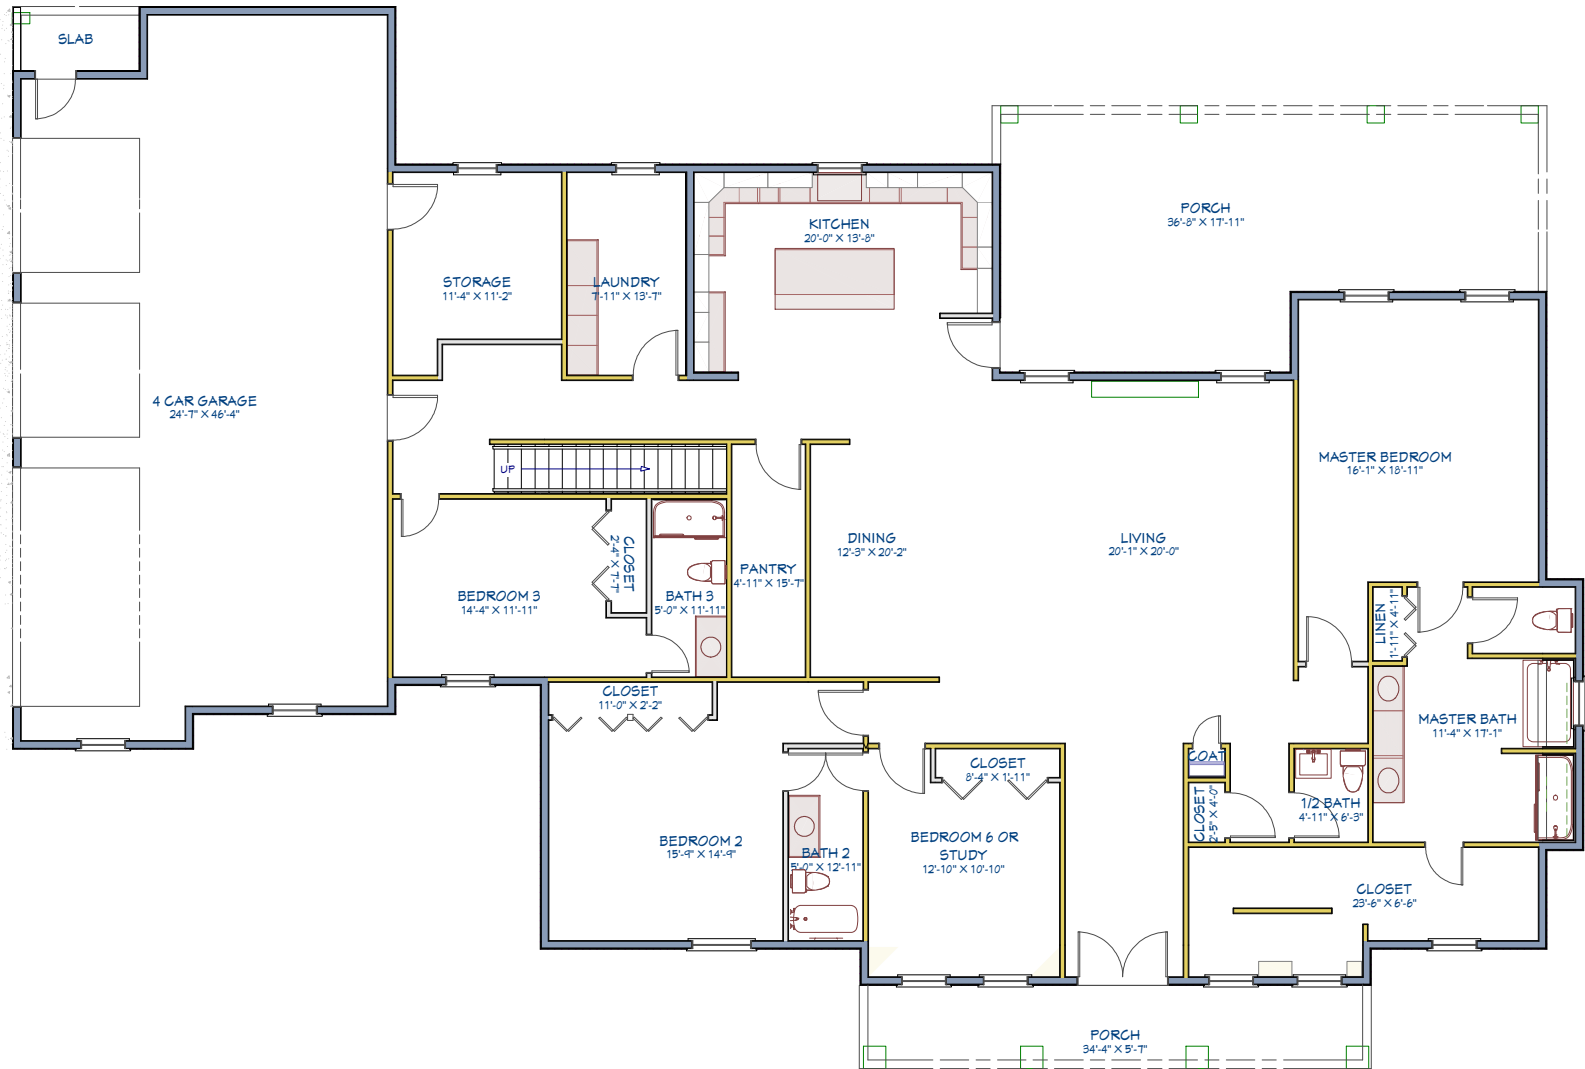 SLAB
PORCH
36'-8" X 17'-11"
KITCHEN
20'-0" X 13'-8"
STORAGE
11'-4" X 11'-2"
LAUNDRY
7'-11" X 13'-7"
4 CAR GARAGE
24'-7" X 46'-4"
MASTER BEDROOM
16'-1" X 18'-11"
UP
DINING
12'-3" X 20'-2"
LIVING
20'-1" X 20'-0"
CLOSET
2'-4" X 7'-7"
PANTRY
4'-11" X 15'-7"
BEDROOM 3
14'-4" X 11'-11"
BATH 3
5'-0" X 11'-11"
LINEN
1'-11" X 4'-11"
CLOSET
11'-0" X 2'-2"
MASTER BATH
11'-4" X 17'-1"
COAT
CLOSET
8'-4" X 1'-11"
CLOSET
2'-5" X 4'-0"
1/2 BATH
4'-11" X 6'-3"
BEDROOM 2
15'-9" X 14'-9"
BATH 2
5'-0" X 12'-11"
BEDROOM 6 OR
STUDY
12'-10" X 10'-10"
CLOSET
23'-6" X 6'-6"
PORCH
34'-4" X 5'-7"